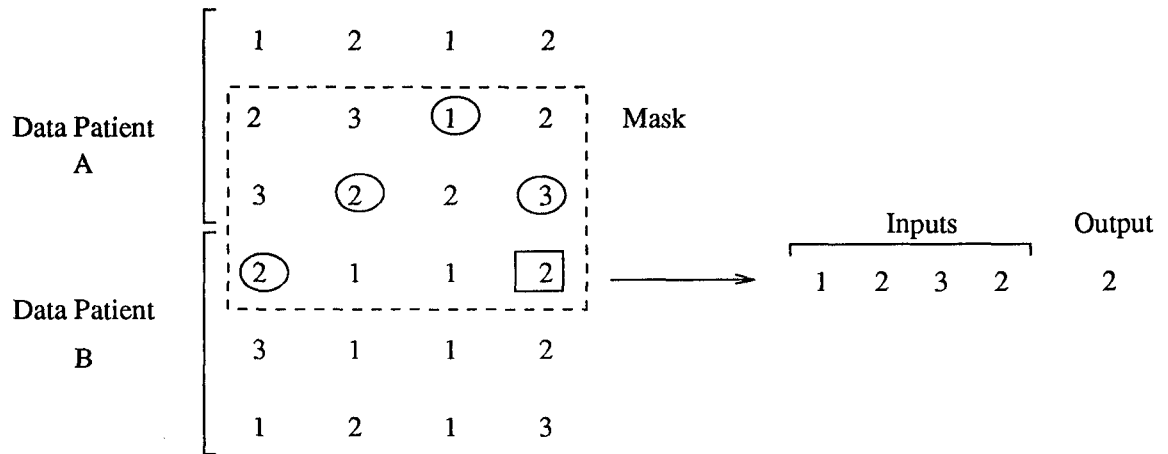 1 2 1 2
2 3 1 2 Mask
Data Patient
A
3 2 2 3
Inputs Output
2 1 1 2 1 2 3 2 2
Data Patient
B
3 1 1 2
1 2 1 3